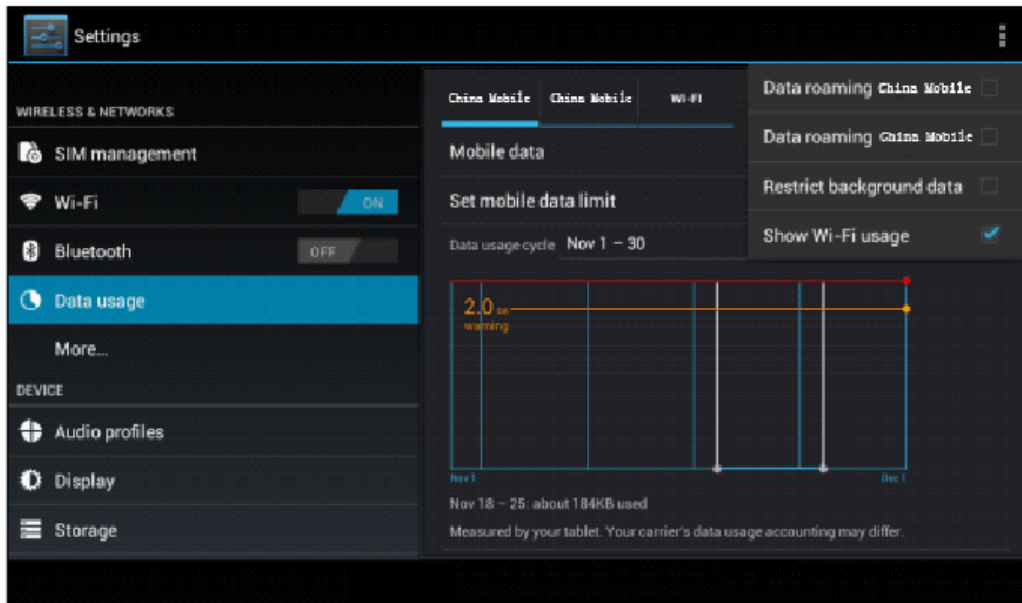 Settings
WIRELESS & NETWORKS
SIM management
Wi-Fi
ON
Bluetooth
OFF
Data usage
More...
DEVICE
Audio profiles
Display
Storage
China Mobile China Mobile WI-FI
Mobile data
Set mobile data limit
Data usage cycle Nov 1 – 30
2.0 GB
warning
Nov 1
Dec 1
Nov 18 – 25: about 184KB used
Measured by your tablet. Your carrier's data usage accounting may differ.
Data roaming China Mobile
Data roaming China Mobile
Restrict background data
Show Wi-Fi usage